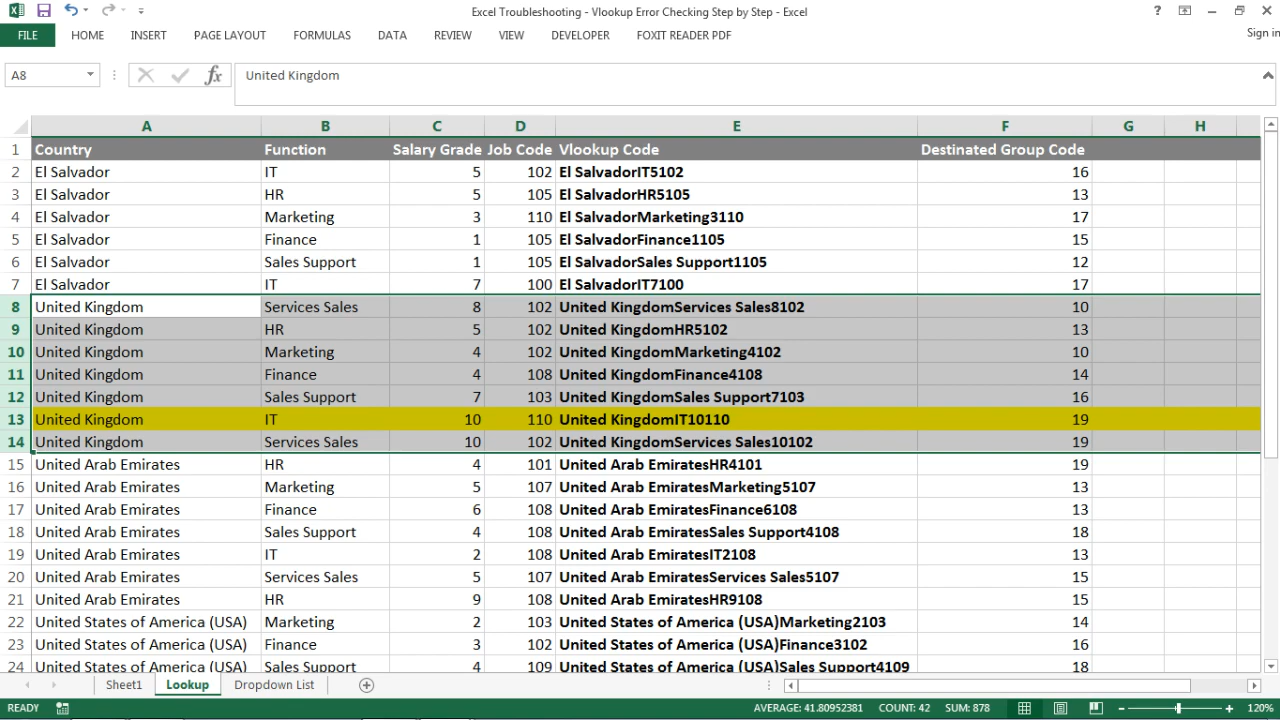 Excel Troubleshooting - Vlookup Error Checking Step by Step - Excel
?
FILE HOME INSERT PAGE LAYOUT FORMULAS DATA REVIEW VIEW DEVELOPER FOXIT READER PDF Sign in
A8 fx United Kingdom
A B C D E F G H
1 Country Function Salary Grade Job Code Vlookup Code Destinated Group Code
2 El Salvador IT 5 102 El SalvadorIT5102 16
3 El Salvador HR 5 105 El SalvadorHR5105 13
4 El Salvador Marketing 3 110 El SalvadorMarketing3110 17
5 El Salvador Finance 1 105 El SalvadorFinance1105 15
6 El Salvador Sales Support 1 105 El SalvadorSales Support1105 12
7 El Salvador IT 7 100 El SalvadorIT7100 17
8 United Kingdom Services Sales 8 102 United KingdomServices Sales8102 10
9 United Kingdom HR 5 102 United KingdomHR5102 13
10 United Kingdom Marketing 4 102 United KingdomMarketing4102 10
11 United Kingdom Finance 4 108 United KingdomFinance4108 14
12 United Kingdom Sales Support 7 103 United KingdomSales Support7103 16
13 United Kingdom IT 10 110 United KingdomIT10110 19
14 United Kingdom Services Sales 10 102 United KingdomServices Sales10102 19
15 United Arab Emirates HR 4 101 United Arab EmiratesHR4101 19
16 United Arab Emirates Marketing 5 107 United Arab EmiratesMarketing5107 13
17 United Arab Emirates Finance 6 108 United Arab EmiratesFinance6108 13
18 United Arab Emirates Sales Support 4 108 United Arab EmiratesSales Support4108 18
19 United Arab Emirates IT 2 108 United Arab EmiratesIT2108 13
20 United Arab Emirates Services Sales 5 107 United Arab EmiratesServices Sales5107 15
21 United Arab Emirates HR 9 108 United Arab EmiratesHR9108 15
22 United States of America (USA) Marketing 2 103 United States of America (USA)Marketing2103 14
23 United States of America (USA) Finance 3 102 United States of America (USA)Finance3102 16
24 United States of America (USA) Sales Support 4 109 United States of America (USA)Sales Support4109 18
Sheet1 Lookup Dropdown List
READY AVERAGE: 41.80952381 COUNT: 42 SUM: 878 120%